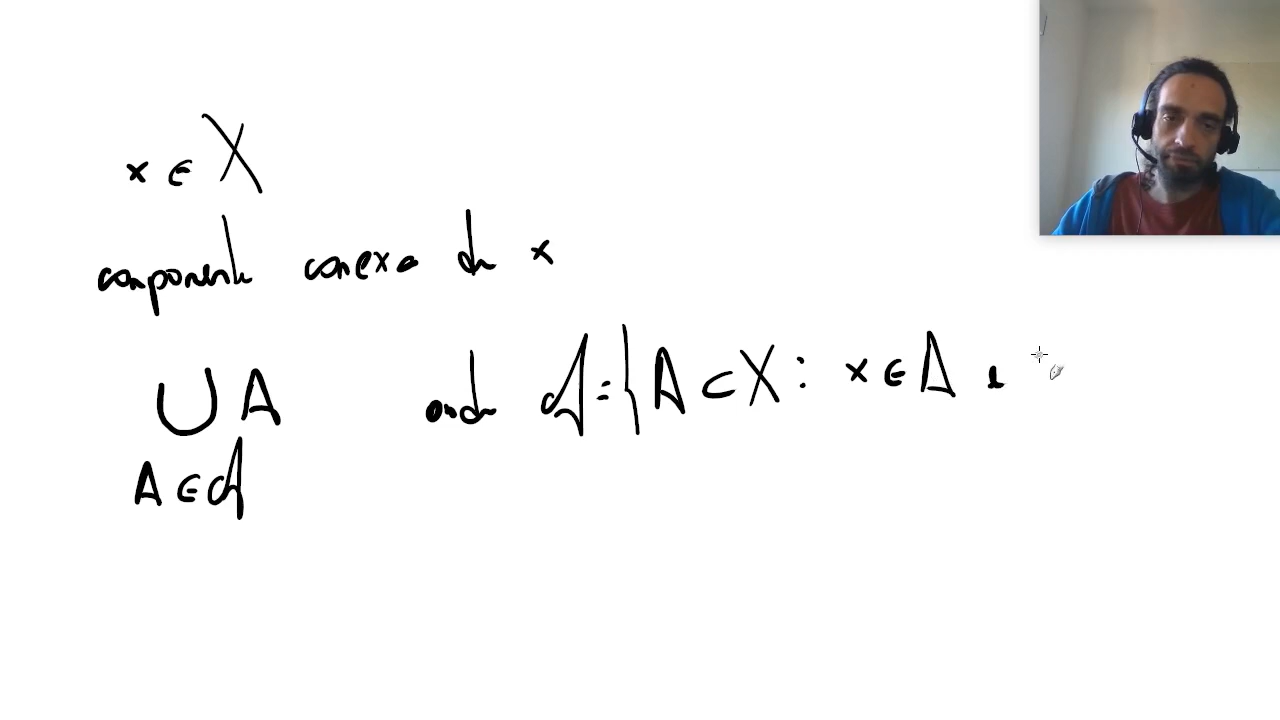 x ∈ X
componente conexa de x
⋃ A onde 𝒜 = { A ⊂ X : x ∈ A e
A ∈ 𝒜